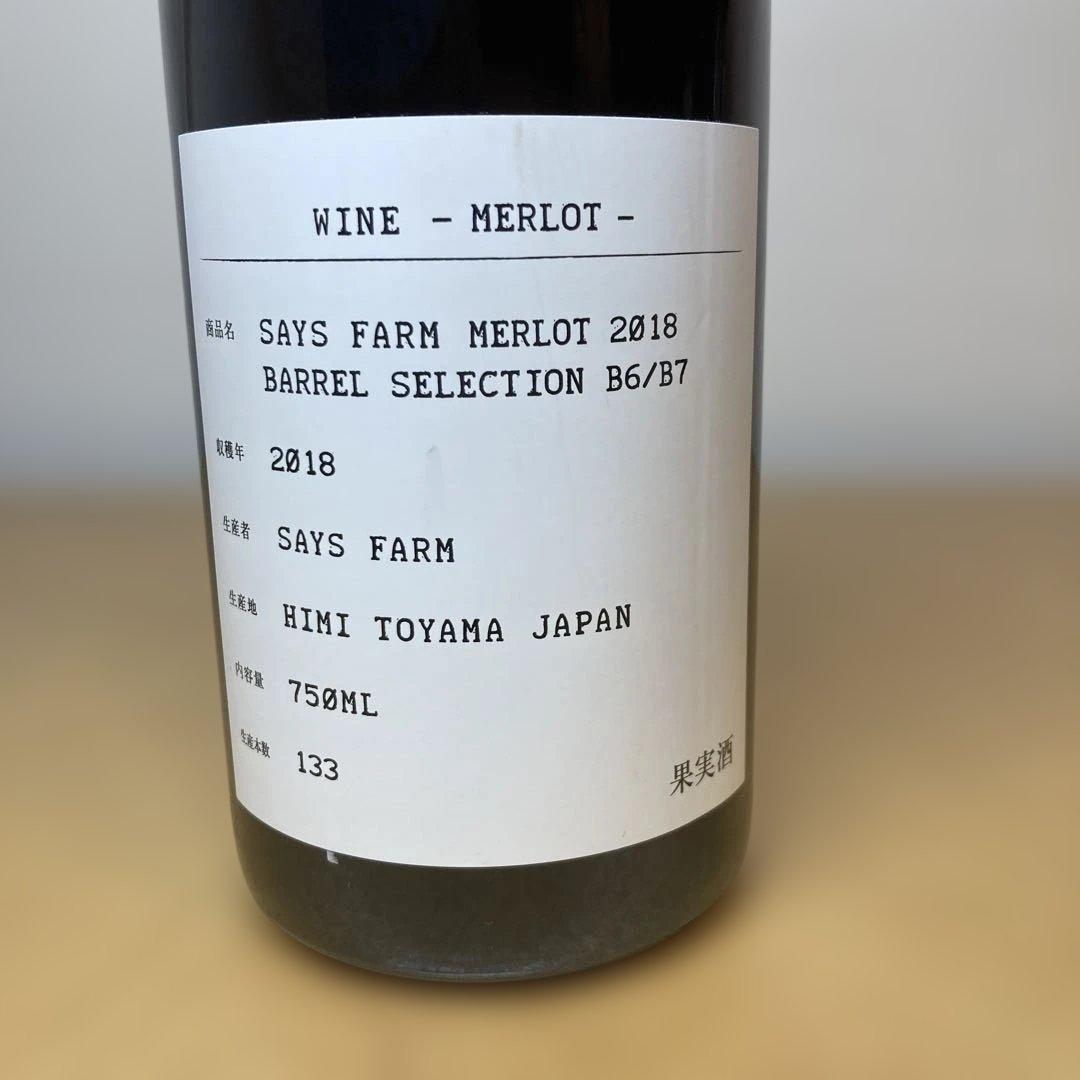 WINE - MERLOT -
商品名 SAYS FARM MERLOT 2018
BARREL SELECTION B6/B7
収穫年 2018
生産者 SAYS FARM
生産地 HIMI TOYAMA JAPAN
内容量 750ML
生産本数 133
果実酒